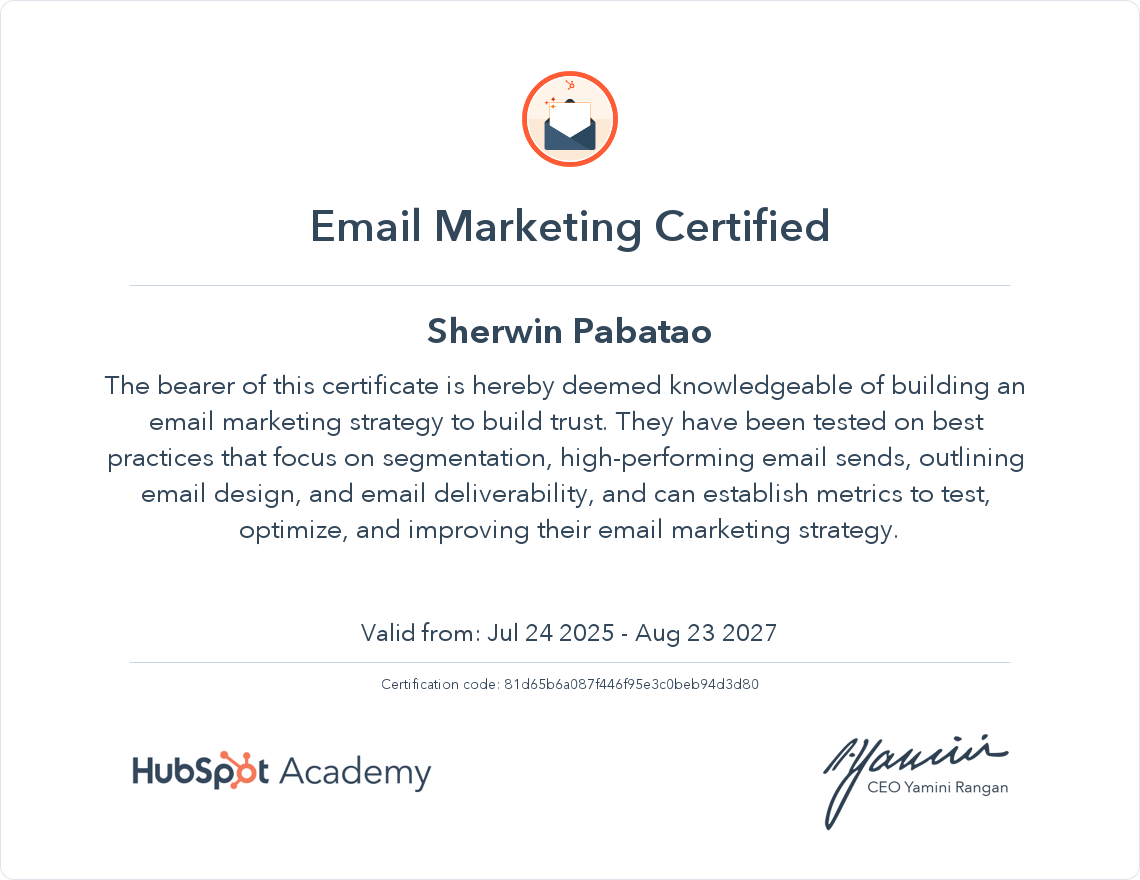 Email Marketing Certified
Sherwin Pabatao
The bearer of this certificate is hereby deemed knowledgeable of building an
email marketing strategy to build trust. They have been tested on best
practices that focus on segmentation, high-performing email sends, outlining
email design, and email deliverability, and can establish metrics to test,
optimize, and improving their email marketing strategy.
Valid from: Jul 24 2025 - Aug 23 2027
Certification code: 81d65b6a087f446f95e3c0beb94d3d80
HubSpot Academy
CEO Yamini Rangan